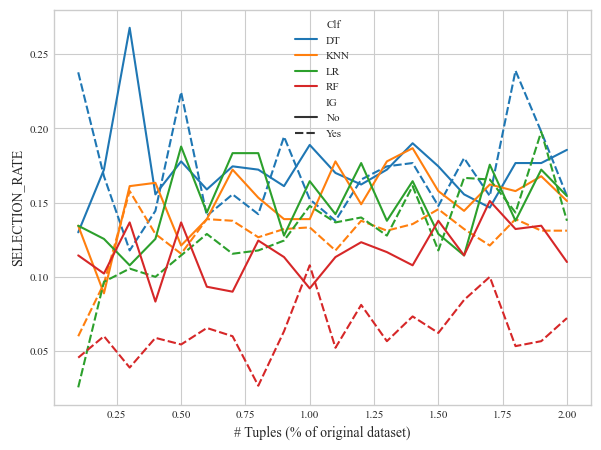 Clf
DT
KNN
LR
RF
IG
No
Yes
SELECTION_RATE
0.25
0.20
0.15
0.10
0.05
0.25 0.50 0.75 1.00 1.25 1.50 1.75 2.00
# Tuples (% of original dataset)